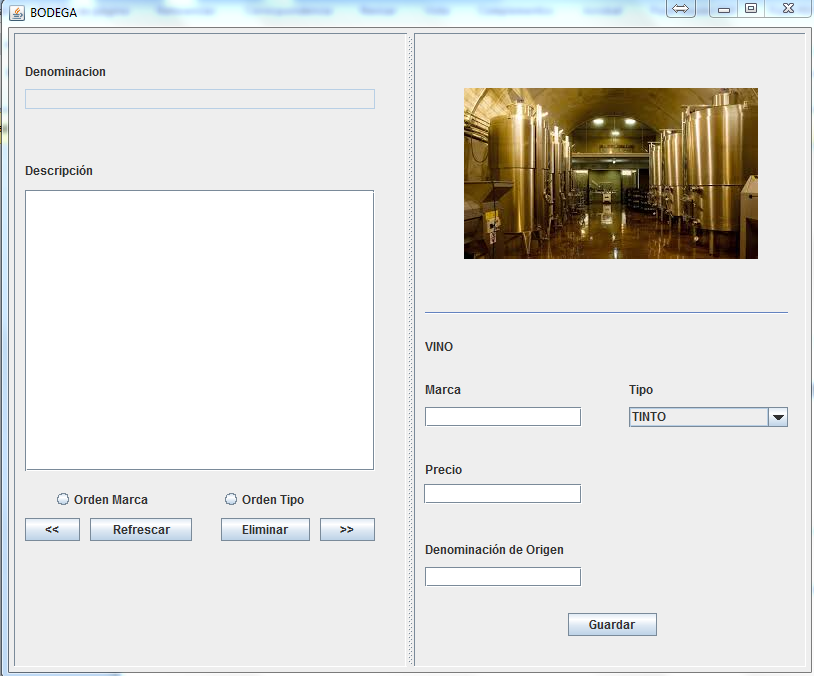 BODEGA
Denominacion
Descripción
Orden Marca
Orden Tipo
<<
Refrescar
Eliminar
>>
VINO
Marca
Tipo
TINTO
Precio
Denominación de Origen
Guardar